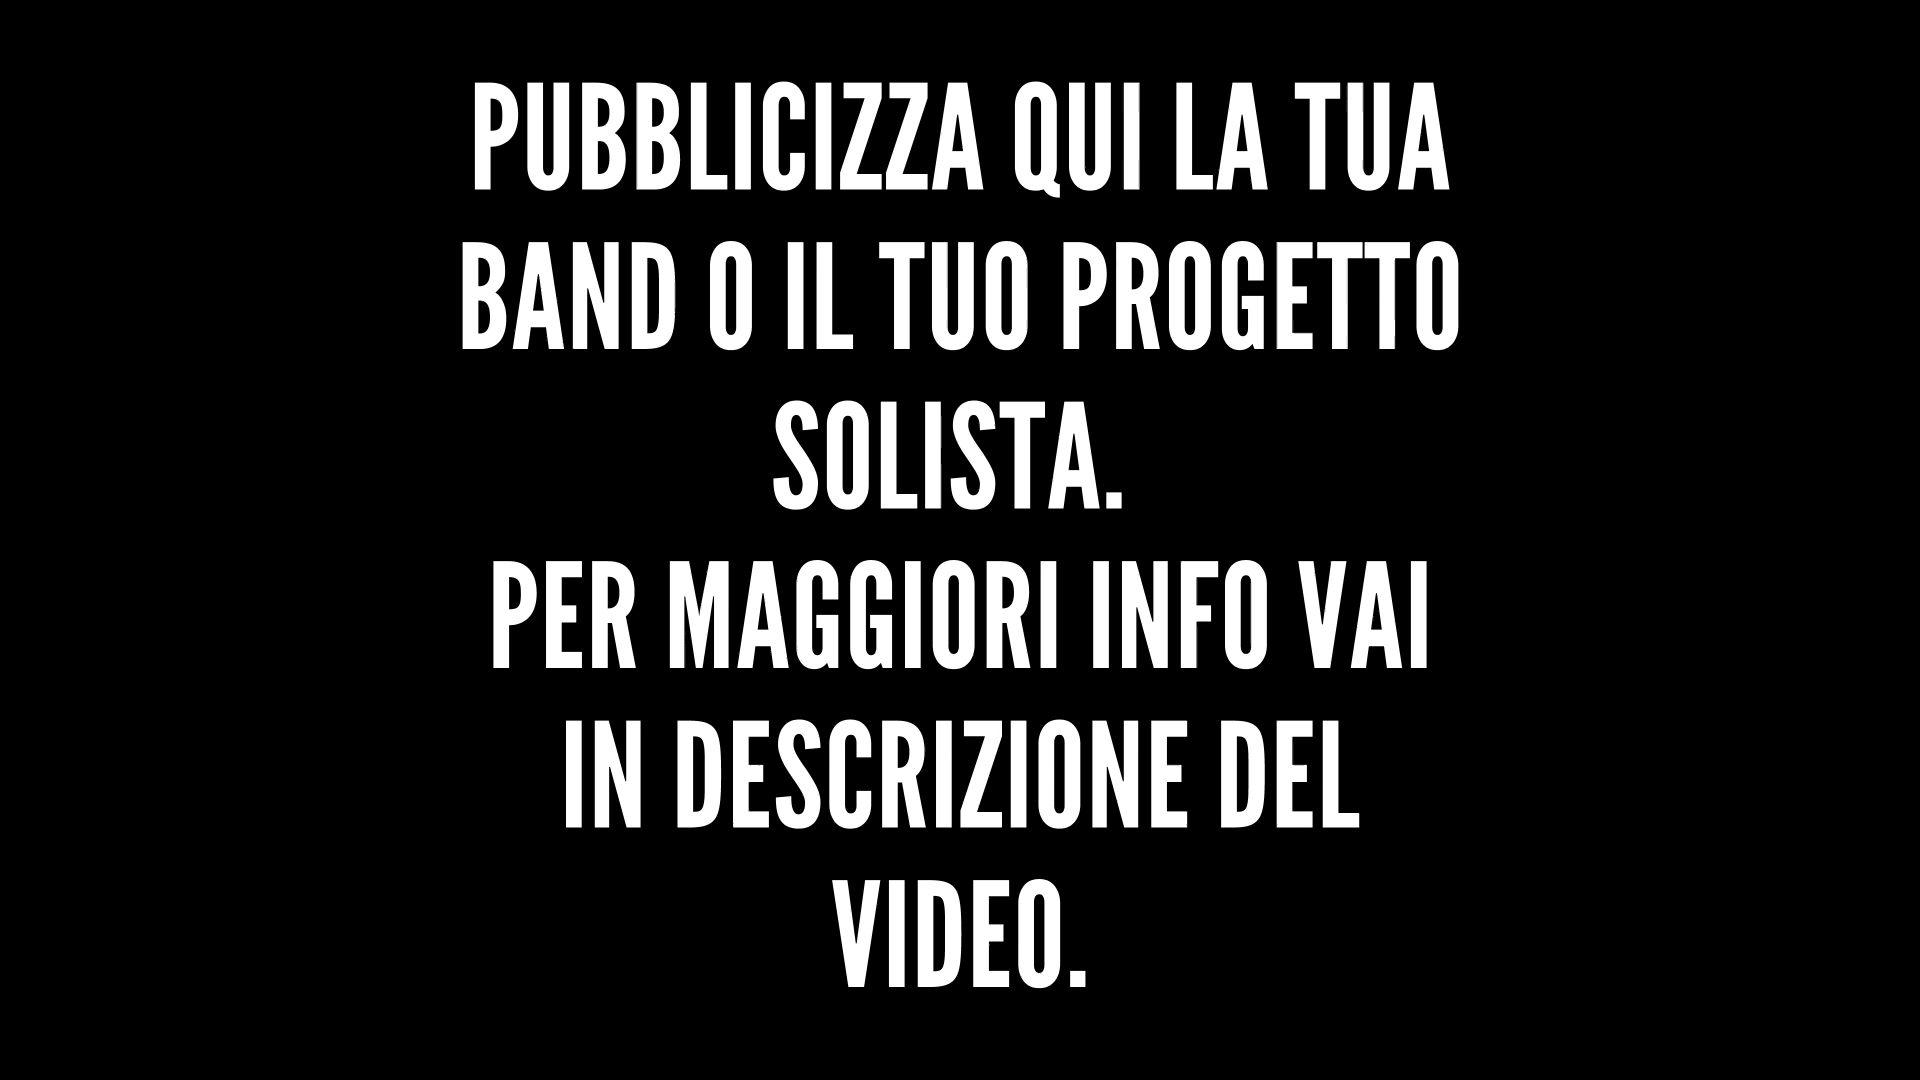 PUBBLICIZZA QUI LA TUA
BAND O IL TUO PROGETTO
SOLISTA.
PER MAGGIORI INFO VAI
IN DESCRIZIONE DEL
VIDEO.